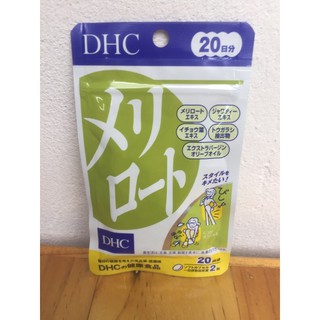 DHC
20日分
メリロート
エキス
ジャワティー
エキス
イチョウ葉
エキス
トウガラシ
抽出物
エクストラバージン
オリーブオイル
メリロート
スタイルを
キメたい!
DHC
DHCの健康食品
20日分